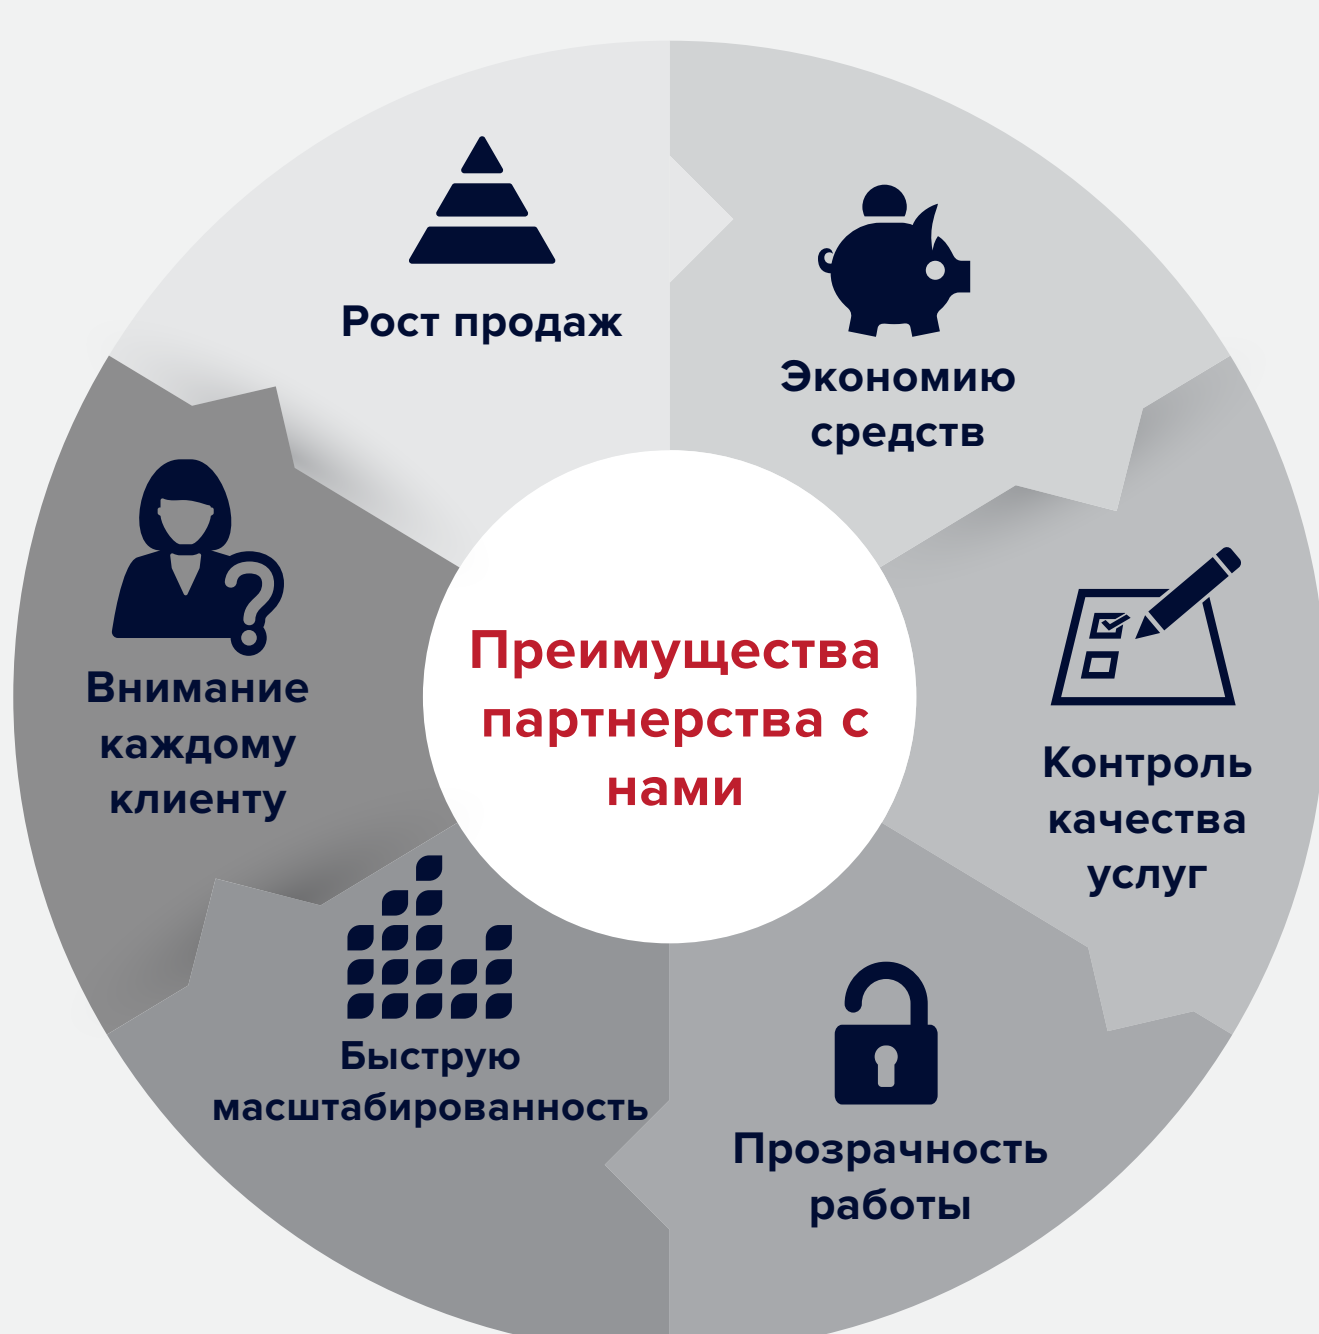 Рост продаж
Экономию
средств
Контроль
качества
услуг
Прозрачность
работы
Быструю
масштабированность
Внимание
каждому
клиенту
Преимущества
партнерства с
нами